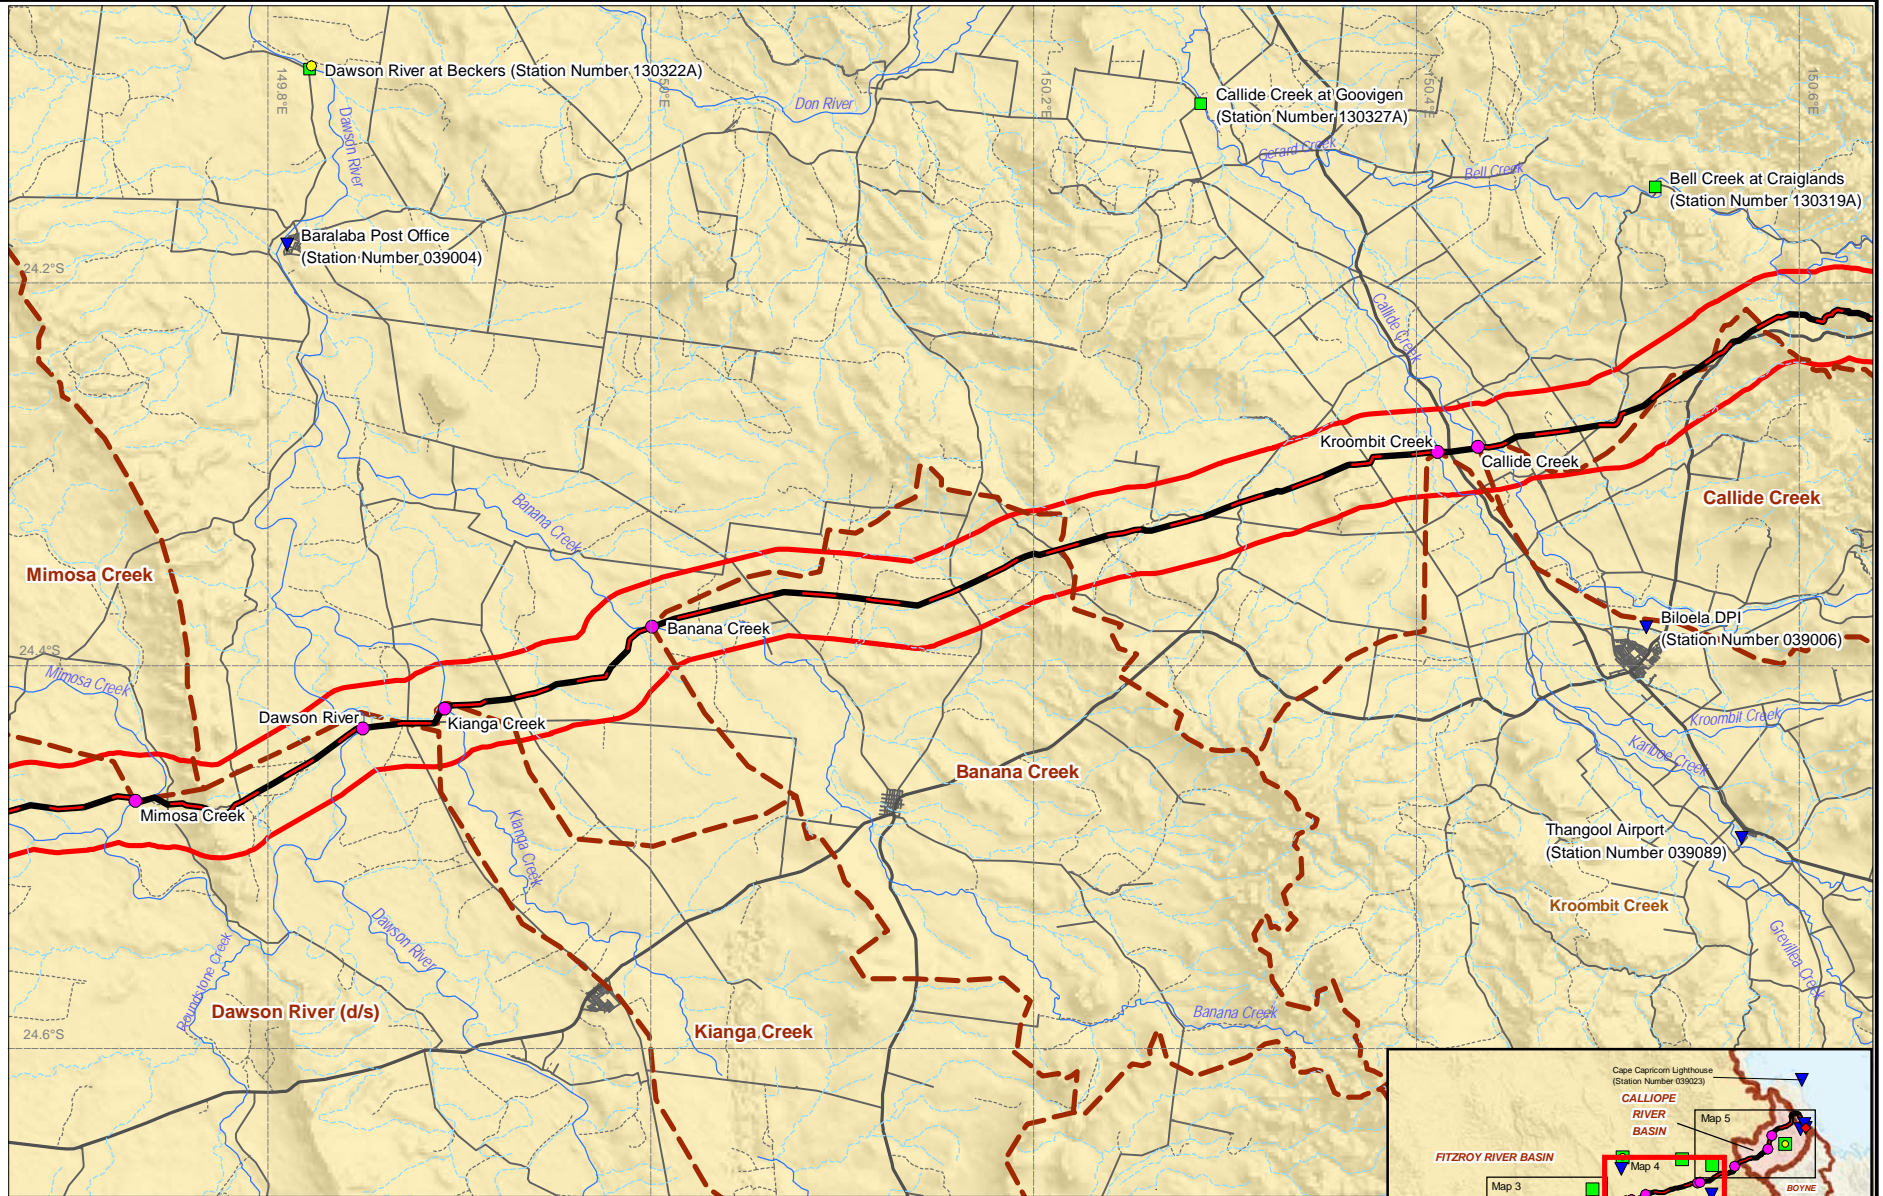 149.8°E
°E
150.2°E
150.4°E
150.6°E
Dawson River at Beckers (Station Number 130322A)
Don River
Callide Creek at Goovigen
(Station Number 130327A)
Dawson River
Gerard Creek
Bell Creek
Bell Creek at Craiglands
(Station Number 130319A)
Baralaba Post Office
(Station Number 039004)
24.2°S
Callide Creek
Kroombit Creek
Callide Creek
Callide Creek
Banana Creek
Mimosa Creek
Banana Creek
Biloela DPI
(Station Number 039006)
24.4°S
Mimosa Creek
Dawson River
Kianga Creek
Kroombit Creek
Kariboe Creek
Banana Creek
Mimosa Creek
Kianga Creek
Thangool Airport
(Station Number 039089)
Kroombit Creek
Dawson River
Roundstone Creek
Grevillea Creek
Dawson River (d/s)
Kianga Creek
Banana Creek
24.6°S
Cape Capricorn Lighthouse
(Station Number 039023)
CALLIOPE
RIVER
BASIN
Map 5
FITZROY RIVER BASIN
Map 4
Map 3
BOYNE